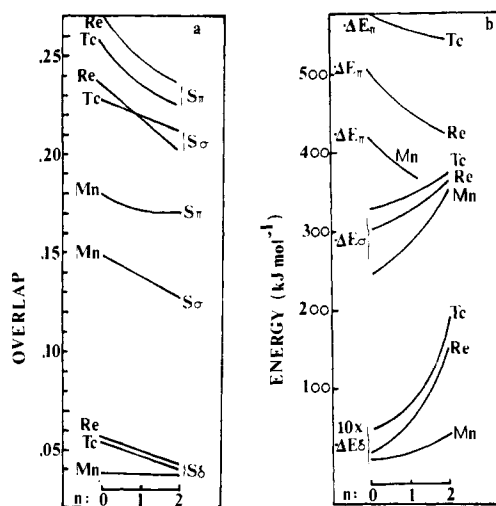 a
.25
.20
.15
.10
.05
OVERLAP
Re
Tc
Re
Tc
Mn
Mn
Re
Tc
Mn
Sπ
Sσ
Sπ
Sσ
Sδ
n: 0 1 2
b
500
400
300
200
100
ENERGY (kJ mol⁻¹)
ΔEπ
Tc
ΔEπ
Re
ΔEπ
Mn
Tc
Re
Mn
ΔEσ
Tc
Re
10x
ΔEδ
Mn
n: 0 1 2